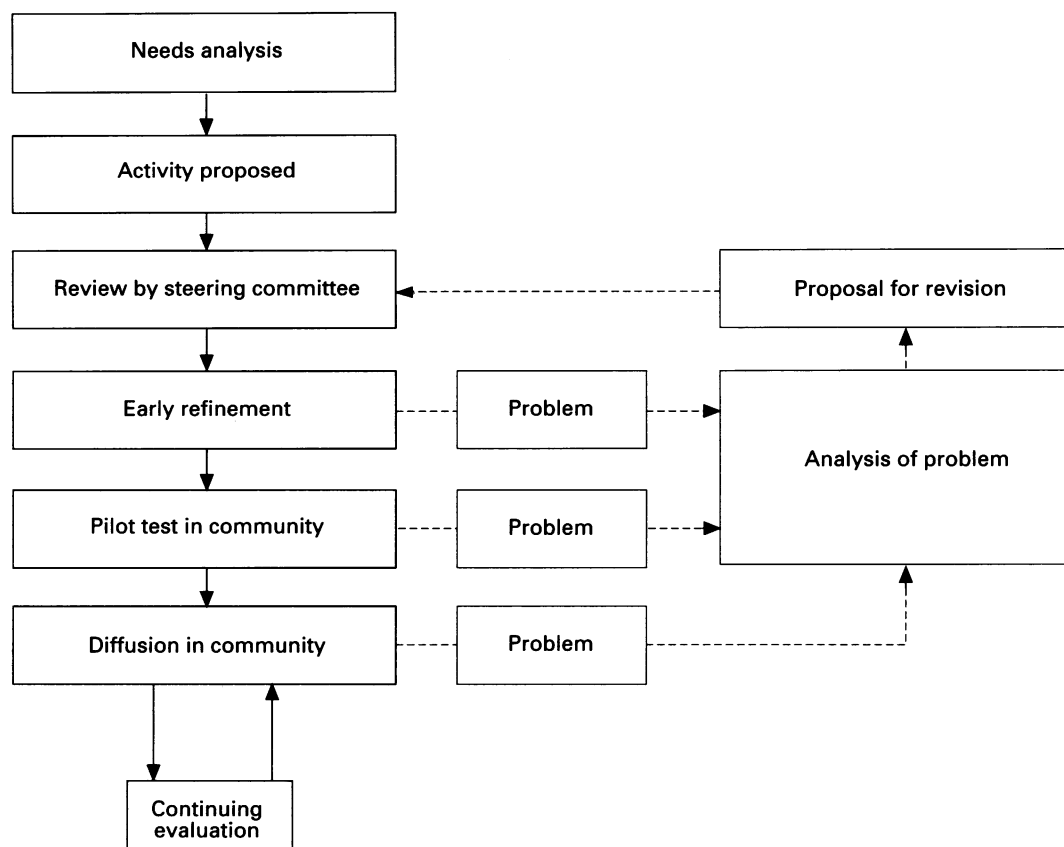 Needs analysis
Activity proposed
Review by steering committee
Proposal for revision
Early refinement
Problem
Analysis of problem
Pilot test in community
Problem
Diffusion in community
Problem
Continuing
evaluation